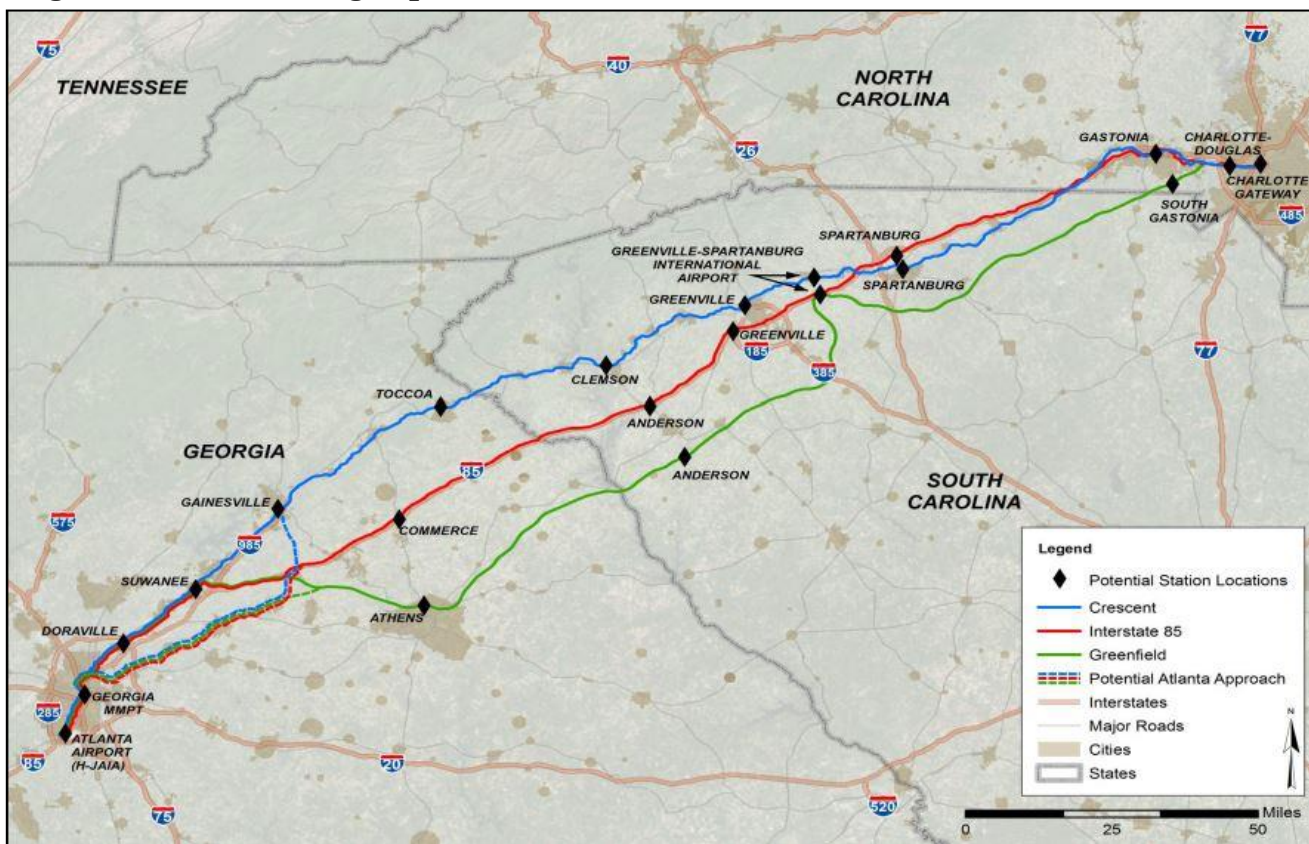 75
77
TENNESSEE
40
NORTH
CAROLINA
26
GASTONIA
CHARLOTTE-
DOUGLAS
CHARLOTTE
GATEWAY
SOUTH
GASTONIA
485
SPARTANBURG
GREENVILLE-SPARTANBURG
INTERNATIONAL
AIRPORT
SPARTANBURG
GREENVILLE
GREENVILLE
185
77
385
CLEMSON
TOCCOA
ANDERSON
GEORGIA
85
ANDERSON
SOUTH
CAROLINA
GAINESVILLE
575
COMMERCE
985
SUWANEE
ATHENS
DORAVILLE
GEORGIA
MMPT
285
ATLANTA
AIRPORT
(H-JAIA)
85
20
75
520
Legend
Potential Station Locations
Crescent
Interstate 85
Greenfield
Potential Atlanta Approach
Interstates
Major Roads
Cities
States
N
Miles
0
25
50